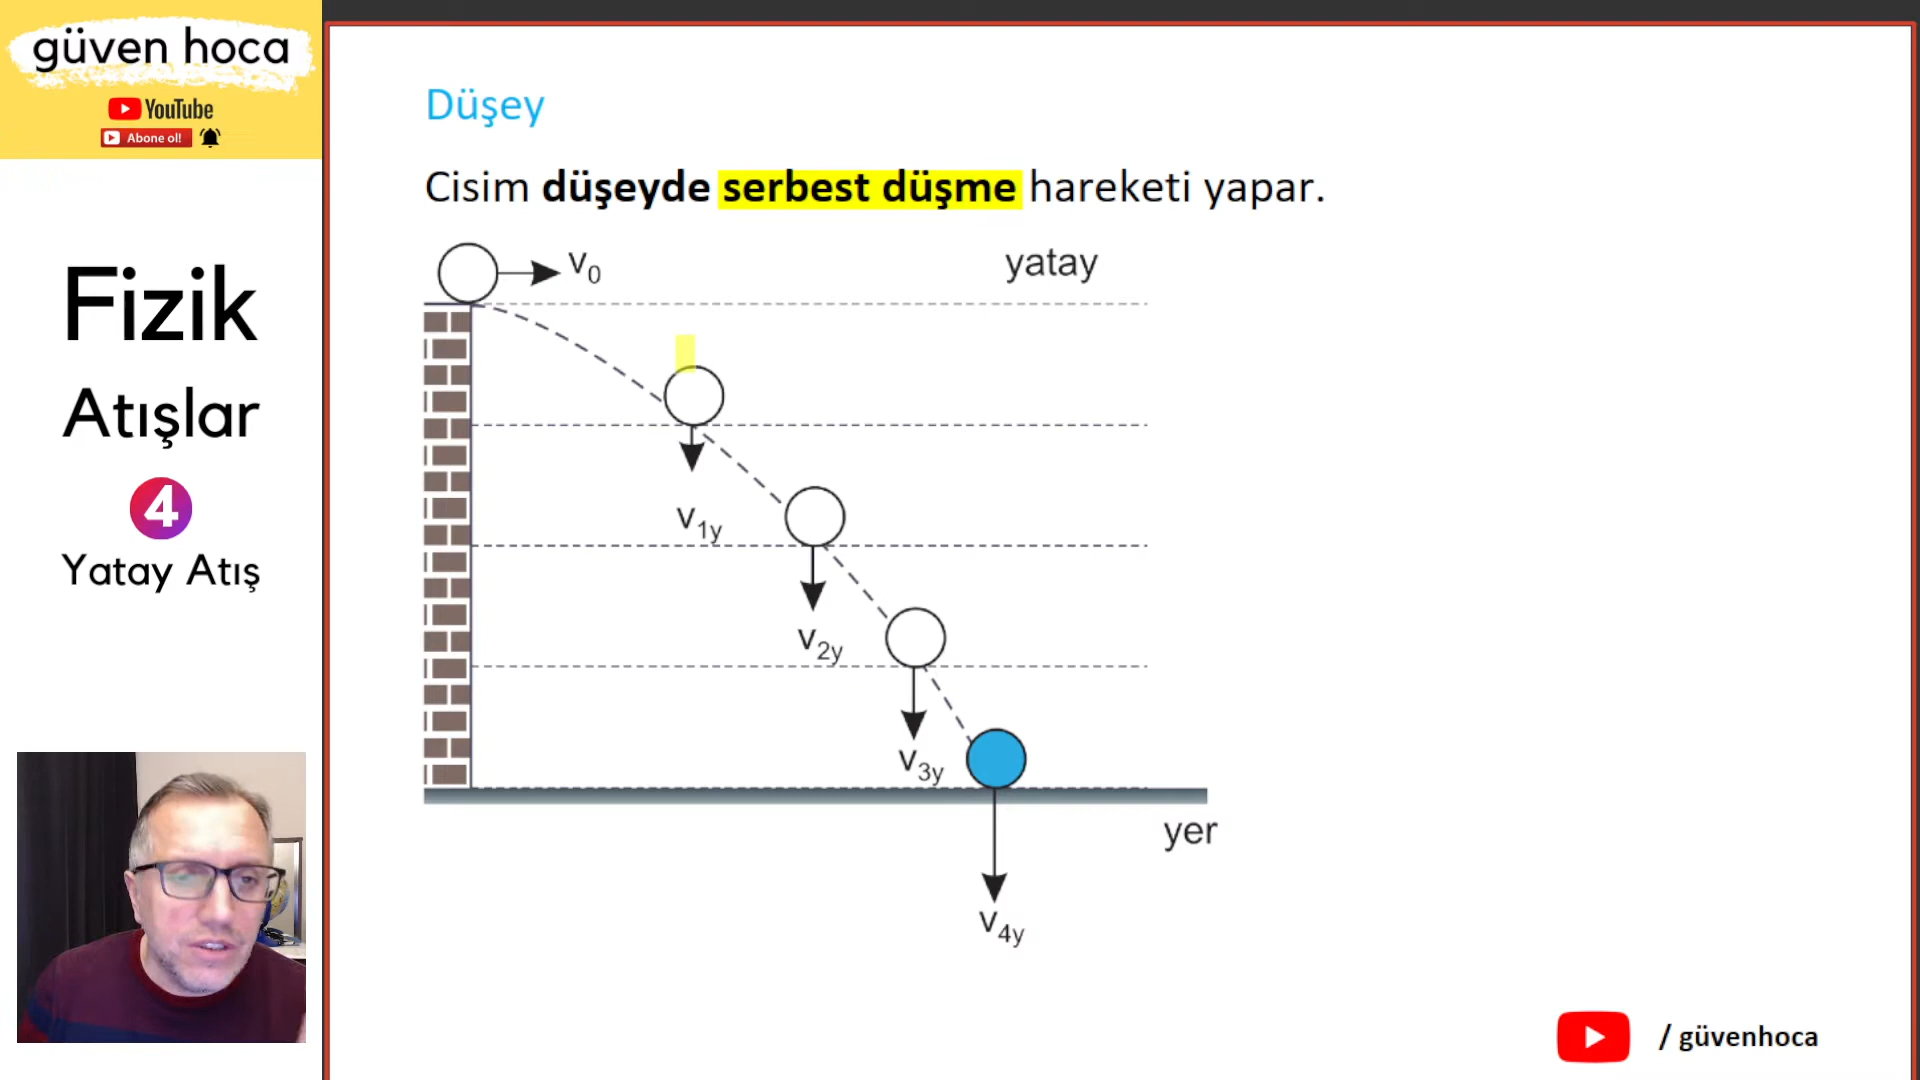 güven hoca
YouTube
Abone ol!
Fizik
Atışlar
4
Yatay Atış
Düşey
Cisim düşeyde serbest düşme hareketi yapar.
v0
yatay
v1y
v2y
v3y
yer
v4y
/ güvenhoca